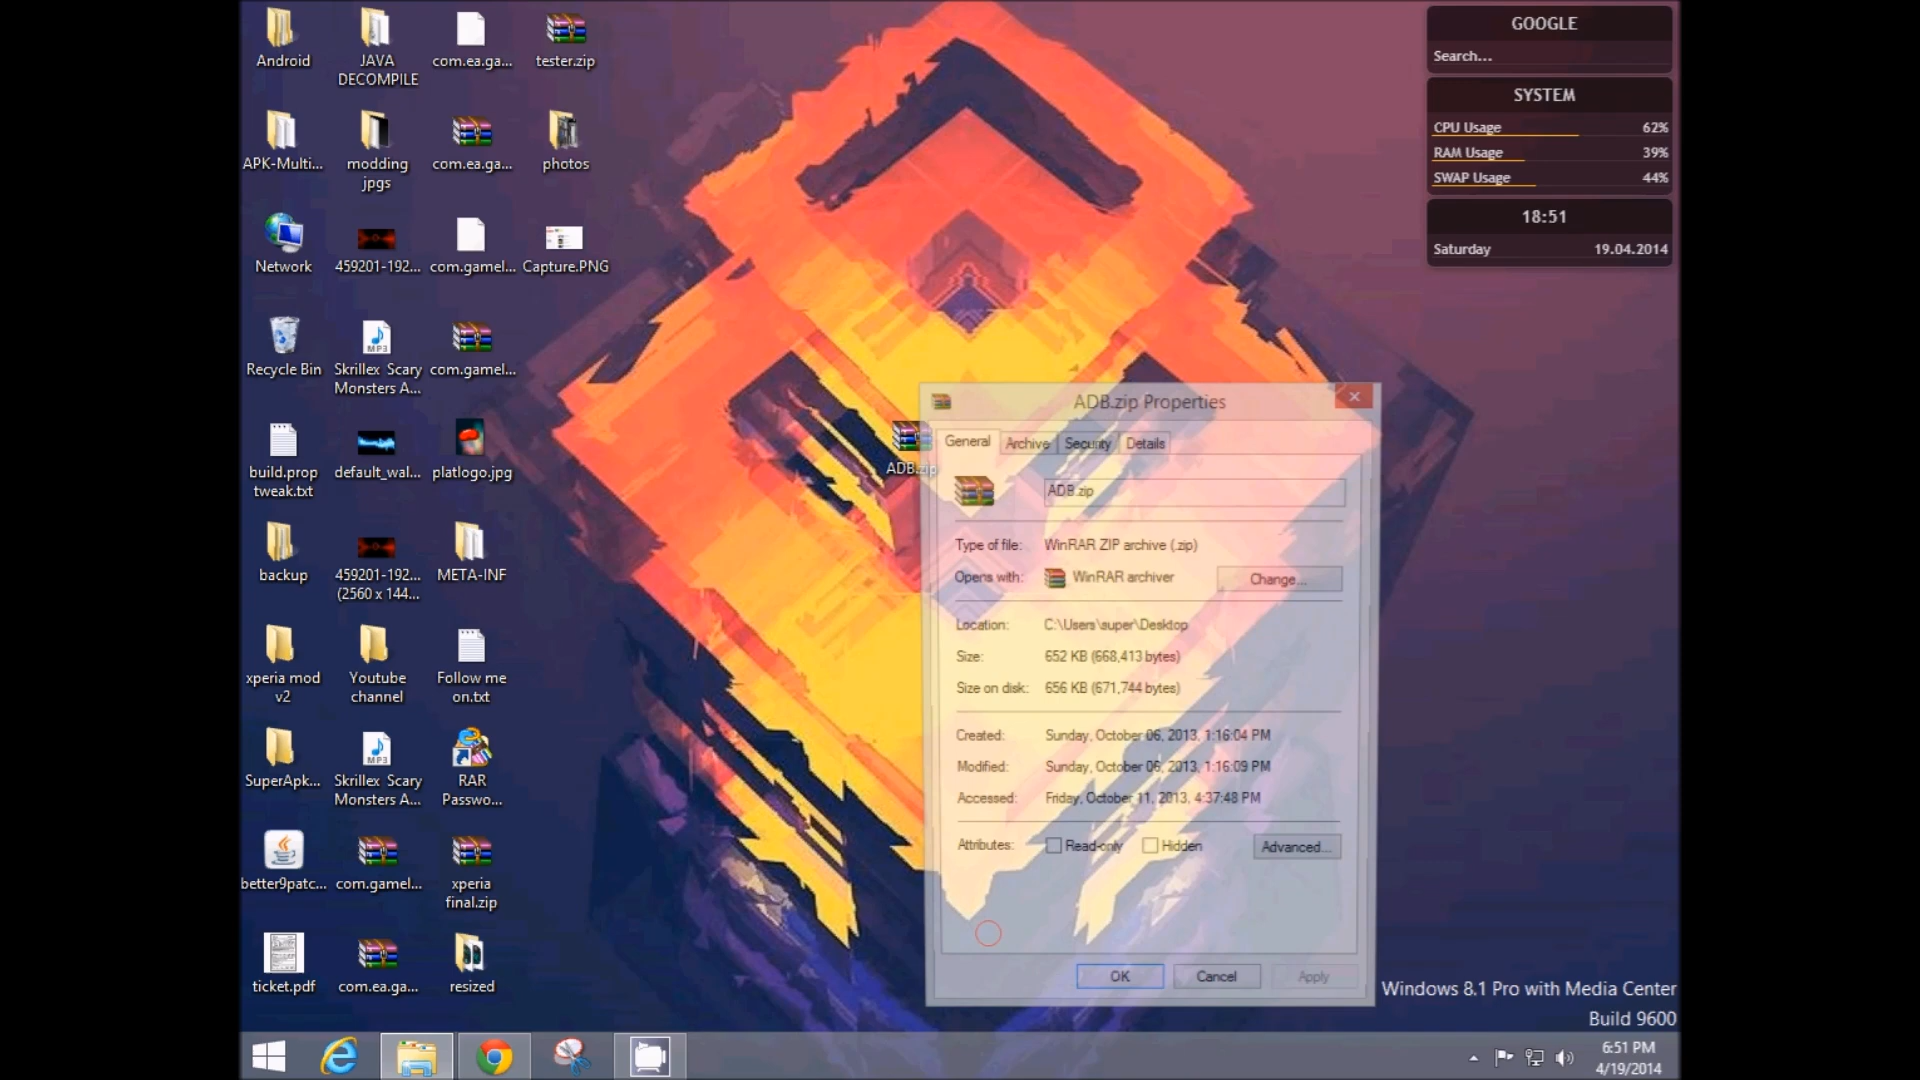 Android
JAVA
DECOMPILE
com.ea.ga...
tester.zip
APK-Multi...
modding
jpgs
com.ea.ga...
photos
Network
459201-192...
com.gamel...
Capture.PNG
Recycle Bin
Skrillex Scary
Monsters A...
com.gamel...
build.prop
tweak.txt
default_wal...
platlogo.jpg
backup
459201-192...
(2560 x 144...
META-INF
xperia mod
v2
Youtube
channel
Follow me
on.txt
SuperApk...
Skrillex Scary
Monsters A...
RAR
Passwo...
better9patc...
com.gamel...
xperia
final.zip
ticket.pdf
com.ea.ga...
resized
ADB.zip
ADB.zip Properties
General Archive Security Details
ADB.zip
Type of file: WinRAR ZIP archive (.zip)
Opens with: WinRAR archiver Change...
Location: C:\Users\super\Desktop
Size: 652 KB (668,413 bytes)
Size on disk: 656 KB (671,744 bytes)
Created: Sunday, October 06, 2013, 1:16:04 PM
Modified: Sunday, October 06, 2013, 1:16:09 PM
Accessed: Friday, October 11, 2013, 4:37:48 PM
Attributes: Read-only Hidden Advanced...
OK Cancel Apply
GOOGLE
Search...
SYSTEM
CPU Usage 62%
RAM Usage 39%
SWAP Usage 44%
18:51
Saturday 19.04.2014
Windows 8.1 Pro with Media Center
Build 9600
6:51 PM
4/19/2014